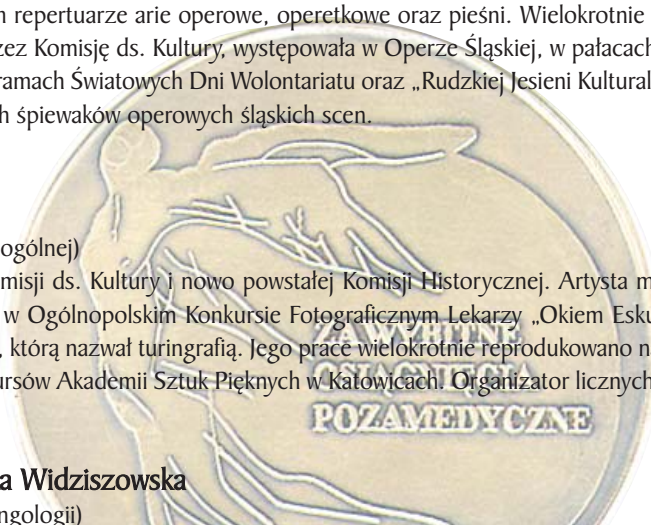 m repertuarze arie operowe, operetkowe oraz pieśni. Wielokrotnie
zez Komisję ds. Kultury, występowała w Operze Śląskiej, w pałacach
ramach Światowych Dni Wolontariatu oraz „Rudzkiej Jesieni Kultural
h śpiewaków operowych śląskich scen.
ogólnej)
misji ds. Kultury i nowo powstałej Komisji Historycznej. Artysta m
w Ogólnopolskim Konkursie Fotograficznym Lekarzy „Okiem Esku
, którą nazwał turingrafią. Jego prace wielokrotnie reprodukowano n
ursów Akademii Sztuk Pięknych w Katowicach. Organizator licznych
ZA WYBITNE
OSIĄGNIĘCIA
POZAMEDYCZNE
a Widziszowska
ngologii)